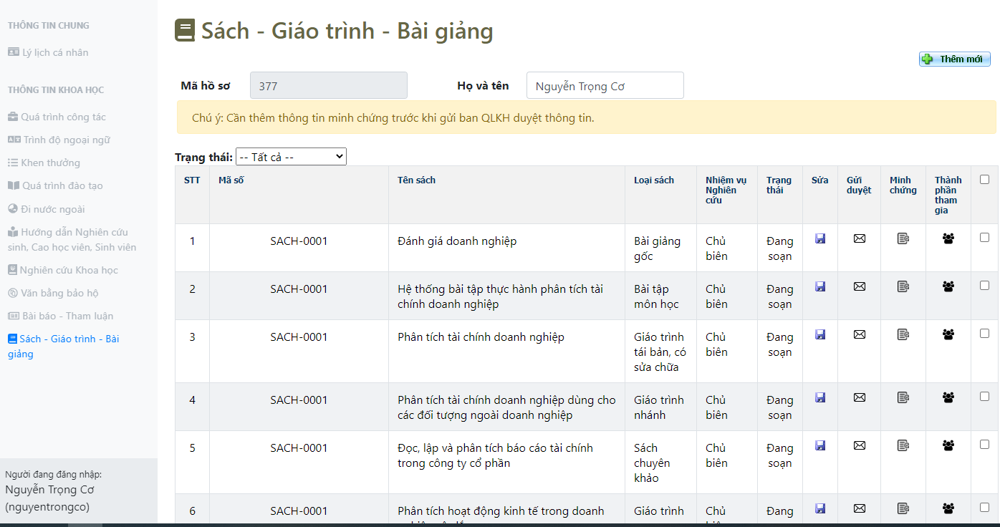 THÔNG TIN CHUNG
Lý lịch cá nhân
THÔNG TIN KHOA HỌC
Quá trình công tác
Trình độ ngoại ngữ
Khen thưởng
Quá trình đào tạo
Đi nước ngoài
Hướng dẫn Nghiên cứu
sinh, Cao học viên, Sinh viên
Nghiên cứu Khoa học
Văn bằng bảo hộ
Bài báo - Tham luận
Sách - Giáo trình - Bài
giảng
Người đang đăng nhập:
Nguyễn Trọng Cơ
(nguyentrongco)
Sách - Giáo trình - Bài giảng
Thêm mới
Mã hồ sơ 377 Họ và tên Nguyễn Trọng Cơ
Chú ý: Cần thêm thông tin minh chứng trước khi gửi ban QLKH duyệt thông tin.
Trạng thái: -- Tất cả --
STT Mã số Tên sách Loại sách Nhiệm vụ Trạng Sửa Gửi Minh Thành
Nghiên thái duyệt chứng phần
cứu tham
gia
1 SACH-0001 Đánh giá doanh nghiệp Bài giảng Chủ Đang
gốc biên soạn
2 SACH-0001 Hệ thống bài tập thực hành phân tích tài Bài tập Chủ Đang
chính doanh nghiệp môn học biên soạn
3 SACH-0001 Phân tích tài chính doanh nghiệp Giáo trình Chủ Đang
tái bản, có biên soạn
sửa chữa
4 SACH-0001 Phân tích tài chính doanh nghiệp dùng cho Giáo trình Chủ Đang
các đối tượng ngoài doanh nghiệp nhánh biên soạn
5 SACH-0001 Đọc, lập và phân tích báo cáo tài chính Sách Chủ Đang
trong công ty cổ phần chuyên biên soạn
khảo
6 SACH-0001 Phân tích hoạt động kinh tế trong doanh Giáo trình Chủ Đang